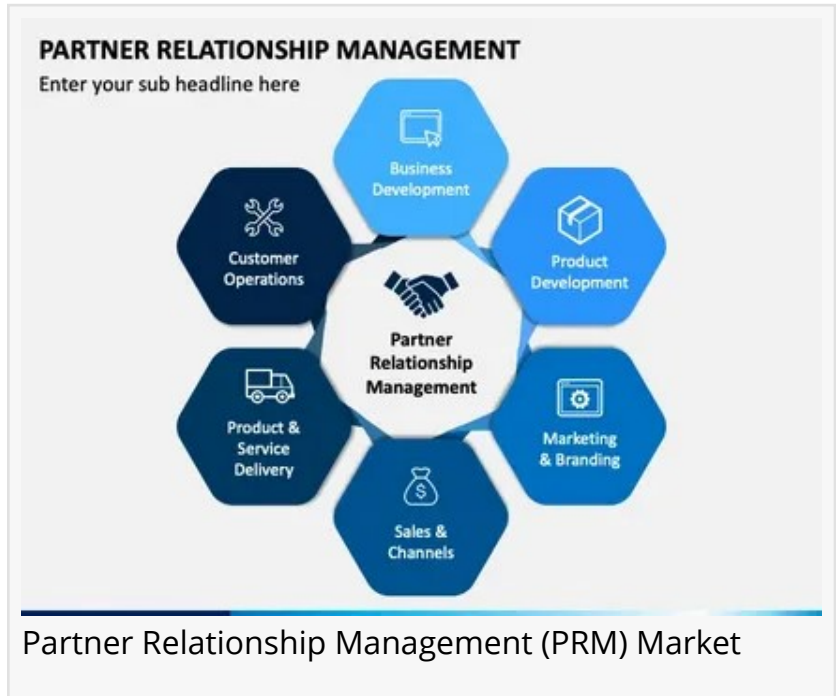 PARTNER RELATIONSHIP MANAGEMENT
Enter your sub headline here
Business
Development
Product
Development
Marketing
& Branding
Sales &
Channels
Product &
Service
Delivery
Customer
Operations
Partner
Relationship
Management
$
Partner Relationship Management (PRM) Market